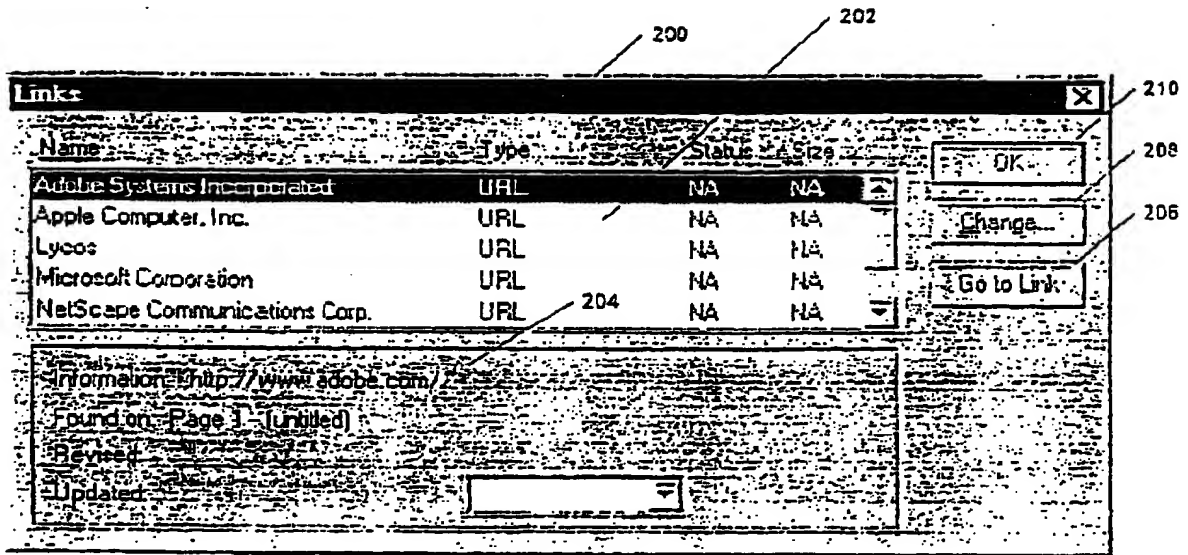 200 202
Links
210
Name Type Status Size
OK
208
Adobe Systems Incorporated URL NA NA
Apple Computer, Inc. URL NA NA
Change...
206
Lycos URL NA NA
Microsoft Corporation URL NA NA
Go to Link
NetScape Communications Corp. URL NA NA
204
Information: http://www.adobe.com/
Found on: Page 1 - (untitled)
Revised:
Updated: